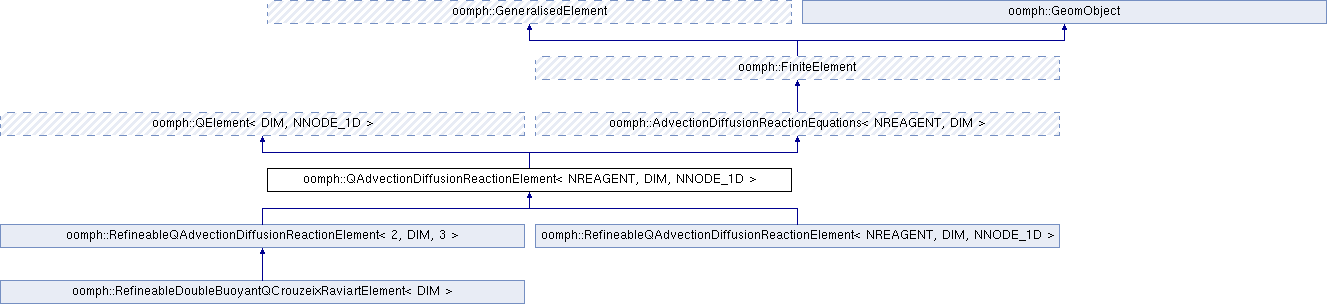 oomph::GeneralisedElement
oomph::GeomObject
oomph::FiniteElement
oomph::QElement< DIM, NNODE_1D >
oomph::AdvectionDiffusionReactionEquations< NREAGENT, DIM >
oomph::QAdvectionDiffusionReactionElement< NREAGENT, DIM, NNODE_1D >
oomph::RefineableQAdvectionDiffusionReactionElement< 2, DIM, 3 >
oomph::RefineableQAdvectionDiffusionReactionElement< NREAGENT, DIM, NNODE_1D >
oomph::RefineableDoubleBuoyantQCrouzeixRaviartElement< DIM >